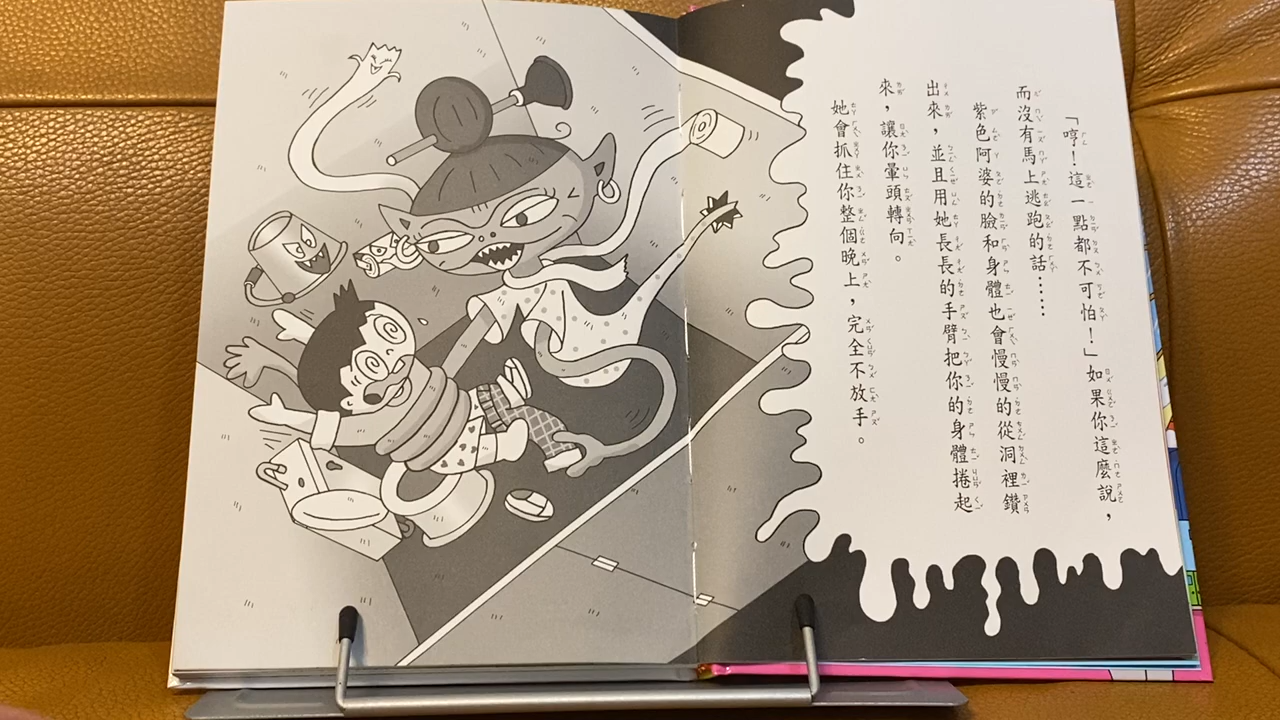 「哼！這一點都不可怕！」如果你這麼說，
而沒有馬上逃跑的話……
紫色阿婆的臉和身體也會慢慢的從洞裡鑽
出來，並且用她長長的手臂把你的身體捲起
來，讓你暈頭轉向。
她會抓住你整個晚上，完全不放手。